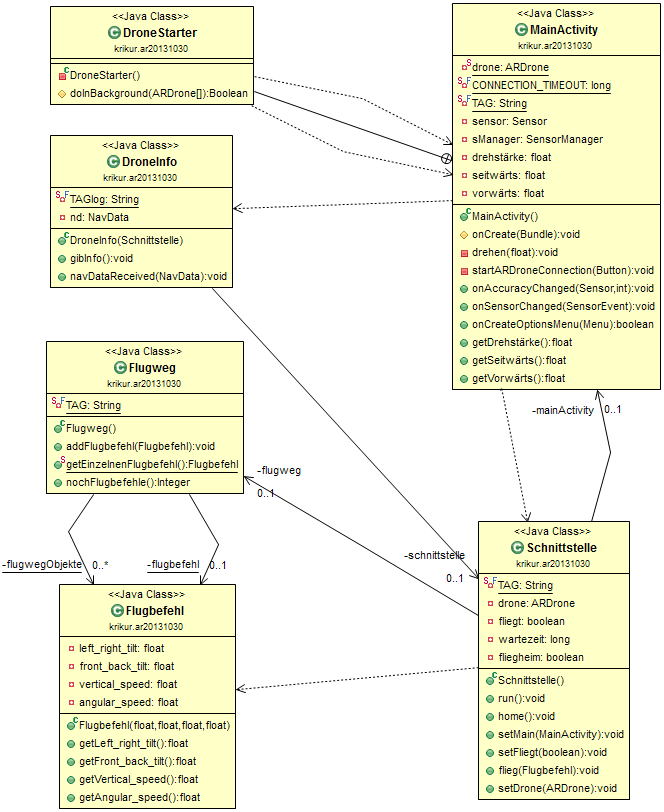 <<Java Class>>
DroneStarter
krikur.ar20131030
DroneStarter()
doInBackground(ARDrone[]):Boolean
<<Java Class>>
MainActivity
krikur.ar20131030
drone: ARDrone
CONNECTION_TIMEOUT: long
TAG: String
sensor: Sensor
sManager: SensorManager
drehstärke: float
seitwärts: float
vorwärts: float
MainActivity()
onCreate(Bundle):void
drehen(float):void
startARDroneConnection(Button):void
onAccuracyChanged(Sensor,int):void
onSensorChanged(SensorEvent):void
onCreateOptionsMenu(Menu):boolean
getDrehstärke():float
getSeitwärts():float
getVorwärts():float
<<Java Class>>
DroneInfo
krikur.ar20131030
TAGlog: String
nd: NavData
DroneInfo(Schnittstelle)
gibInfo():void
navDataReceived(NavData):void
<<Java Class>>
Flugweg
krikur.ar20131030
TAG: String
Flugweg()
addFlugbefehl(Flugbefehl):void
getEinzelnenFlugbefehl():Flugbefehl
nochFlugbefehle():Integer
-mainActivity 0..1
-flugweg
0..1
-schnittstelle
0..1
-flugwegObjekte 0..*
-flugbefehl 0..1
<<Java Class>>
Flugbefehl
krikur.ar20131030
left_right_tilt: float
front_back_tilt: float
vertical_speed: float
angular_speed: float
Flugbefehl(float,float,float,float)
getLeft_right_tilt():float
getFront_back_tilt():float
getVertical_speed():float
getAngular_speed():float
<<Java Class>>
Schnittstelle
krikur.ar20131030
TAG: String
drone: ARDrone
fliegt: boolean
wartezeit: long
fliegheim: boolean
Schnittstelle()
run():void
home():void
setMain(MainActivity):void
setFliegt(boolean):void
flieg(Flugbefehl):void
setDrone(ARDrone):void